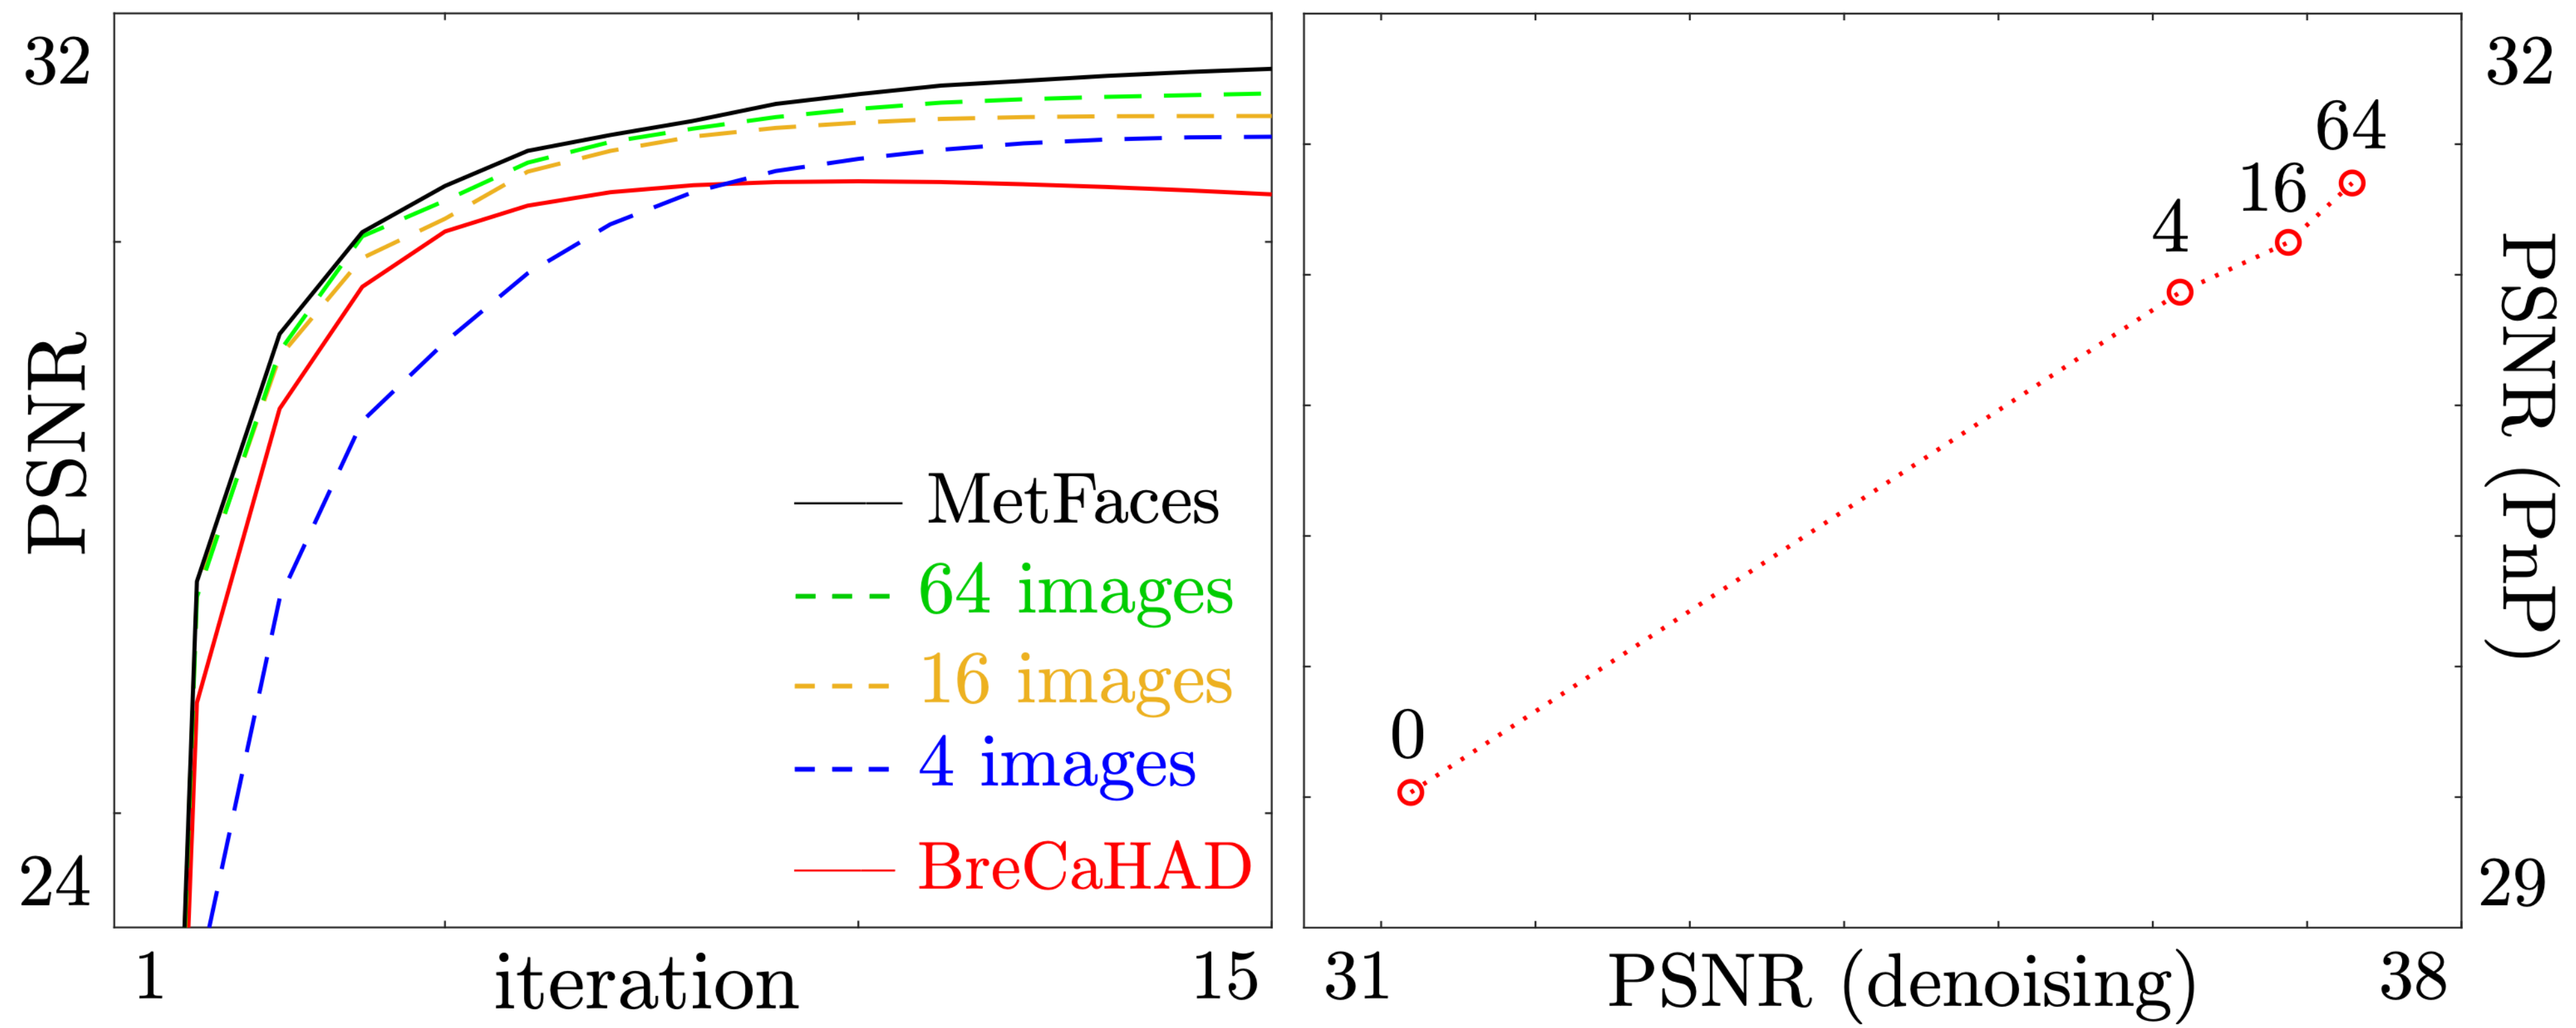 32
PSNR
24
MetFaces
64 images
16 images
4 images
BreCaHAD
1
iteration
15
64
16
4
0
31
PSNR (denoising)
38
32
PSNR (PnP)
29